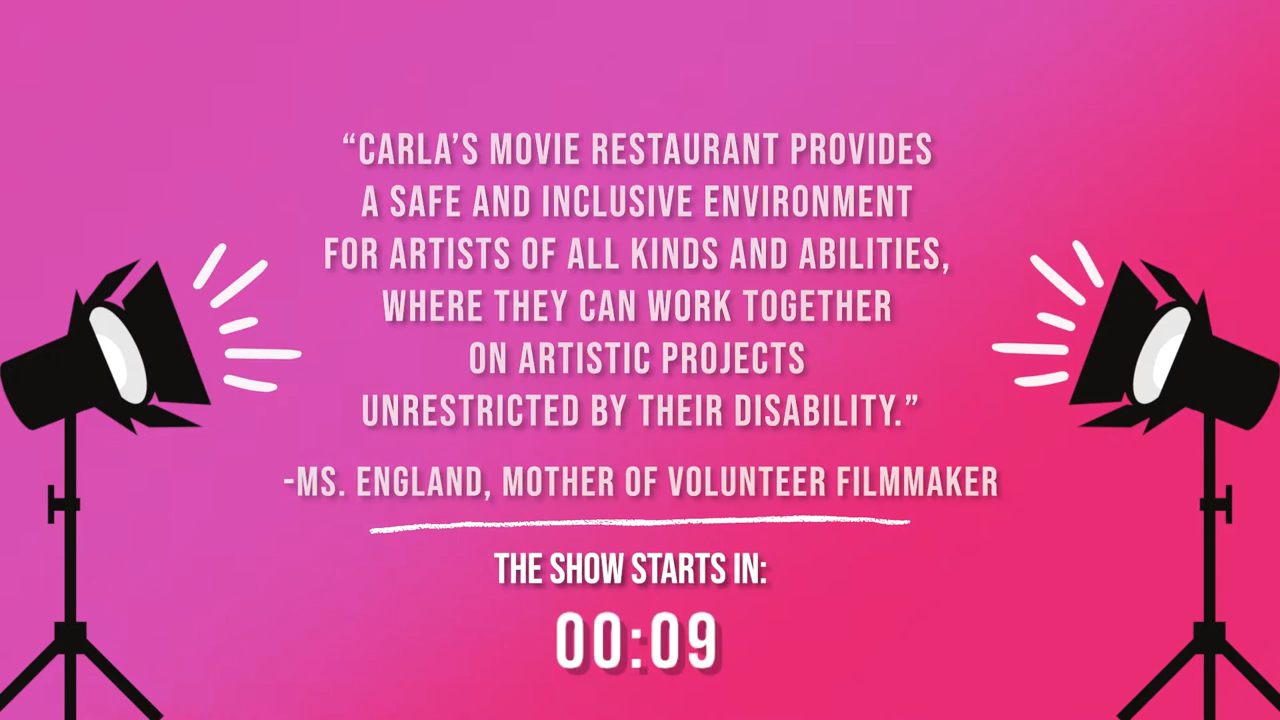 “CARLA’S MOVIE RESTAURANT PROVIDES
A SAFE AND INCLUSIVE ENVIRONMENT
FOR ARTISTS OF ALL KINDS AND ABILITIES,
WHERE THEY CAN WORK TOGETHER
ON ARTISTIC PROJECTS
UNRESTRICTED BY THEIR DISABILITY.”
-MS. ENGLAND, MOTHER OF VOLUNTEER FILMMAKER
THE SHOW STARTS IN:
00:09